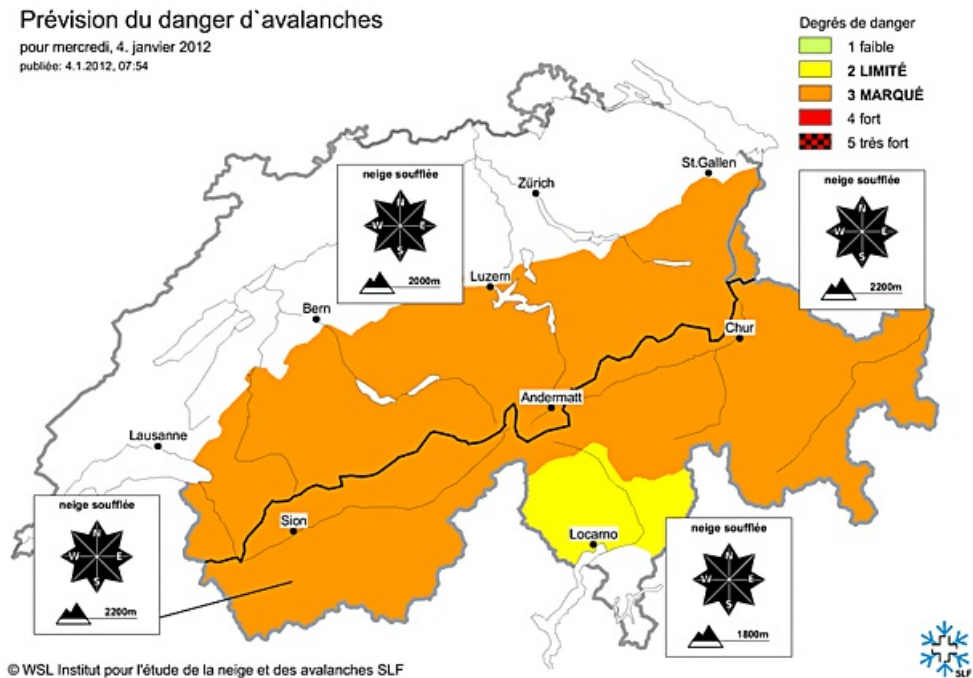 Prévision du danger d`avalanches
pour mercredi, 4. janvier 2012
publiée: 4.1.2012, 07:54
Degrés de danger
1 faible
2 LIMITÉ
3 MARQUÉ
4 fort
5 très fort
neige soufflée
N
W E
S
2000m
neige soufflée
N
W E
S
2200m
St.Gallen
Zürich
Luzern
Bern
Chur
Andermatt
Lausanne
Sion
Locarno
neige soufflée
N
W E
S
2200m
neige soufflée
N
W E
S
1800m
© WSL Institut pour l'étude de la neige et des avalanches SLF
SLF